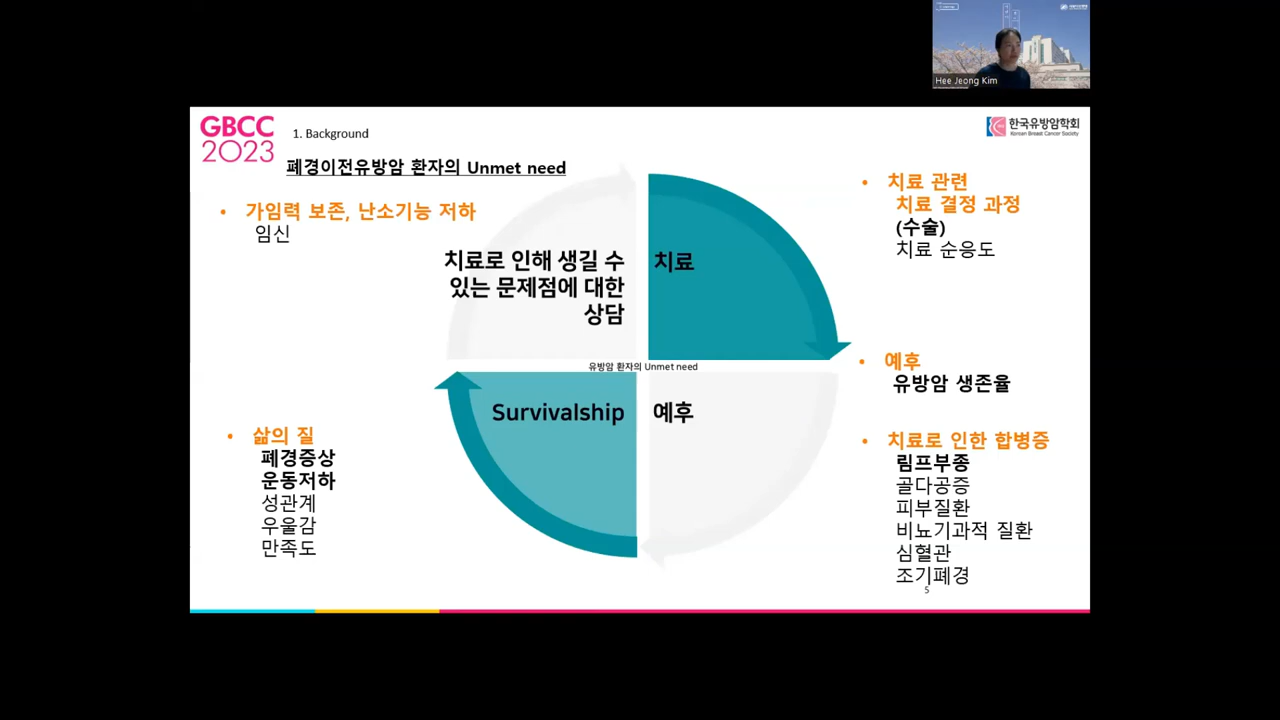 Hee Jeong Kim
GBCC
2023
1. Background
한국유방암학회
Korean Breast Cancer Society
폐경이전유방암 환자의 Unmet need
• 가임력 보존, 난소기능 저하
임신
치료로 인해 생길 수
있는 문제점에 대한
상담
치료
• 치료 관련
치료 결정 과정
(수술)
치료 순응도
유방암 환자의 Unmet need
• 예후
유방암 생존율
Survivalship
예후
• 삶의 질
폐경증상
운동저하
성관계
우울감
만족도
• 치료로 인한 합병증
림프부종
골다공증
피부질환
비뇨기과적 질환
심혈관
조기폐경
5